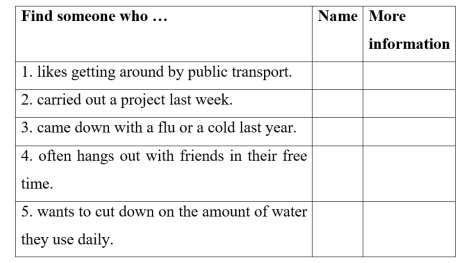 Find someone who … Name More
information
1. likes getting around by public transport.
2. carried out a project last week.
3. came down with a flu or a cold last year.
4. often hangs out with friends in their free
time.
5. wants to cut down on the amount of water
they use daily.